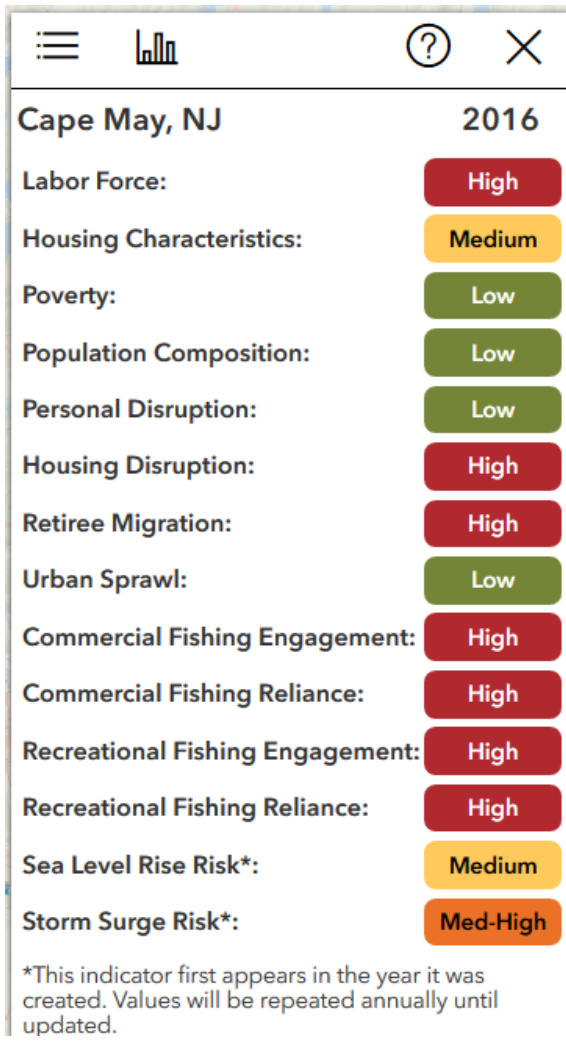 Cape May, NJ 2016
Labor Force: High
Housing Characteristics: Medium
Poverty: Low
Population Composition: Low
Personal Disruption: Low
Housing Disruption: High
Retiree Migration: High
Urban Sprawl: Low
Commercial Fishing Engagement: High
Commercial Fishing Reliance: High
Recreational Fishing Engagement: High
Recreational Fishing Reliance: High
Sea Level Rise Risk*: Medium
Storm Surge Risk*: Med-High
*This indicator first appears in the year it was
created. Values will be repeated annually until
updated.